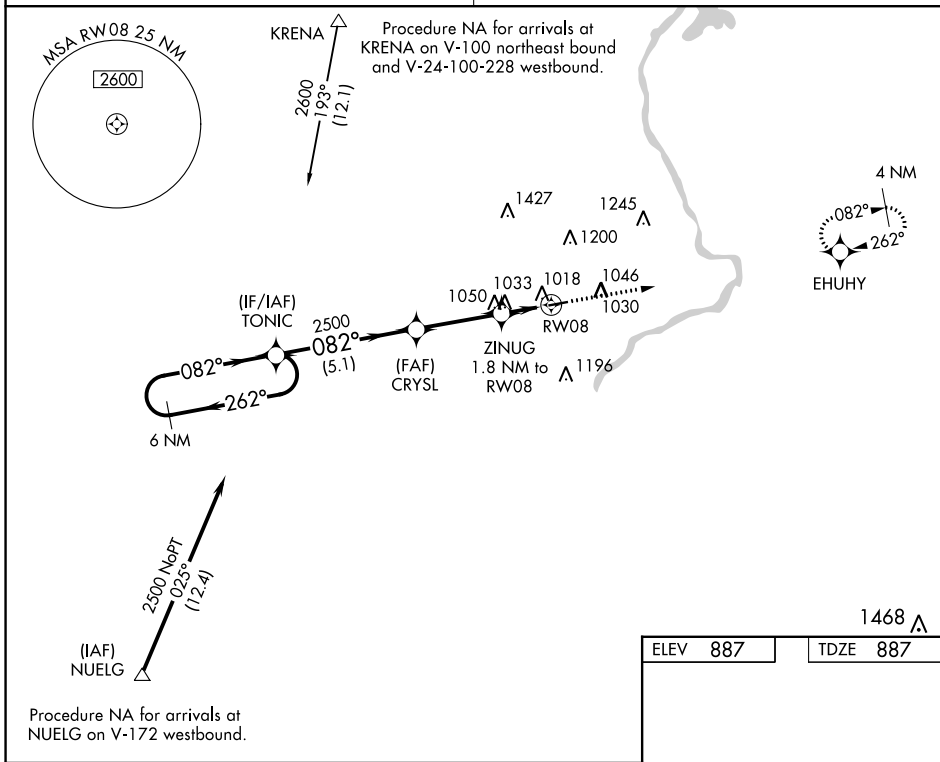 MSA RW08 25 NM
2600
KRENA
Procedure NA for arrivals at
KRENA on V-100 northeast bound
and V-24-100-228 westbound.
2600
193°
(12.1)
4 NM
082°
262°
EHUHY
1427
1245
1200
1050
1033
1018
1046
1030
RW08
(IF/IAF)
TONIC
2500
082°
(5.1)
(FAF)
CRYSL
ZINUG
1.8 NM to
RW08
1196
082°
262°
6 NM
2500 NoPT
025°
(12.4)
(IAF)
NUELG
Procedure NA for arrivals at
NUELG on V-172 westbound.
1468
ELEV 887
TDZE 887